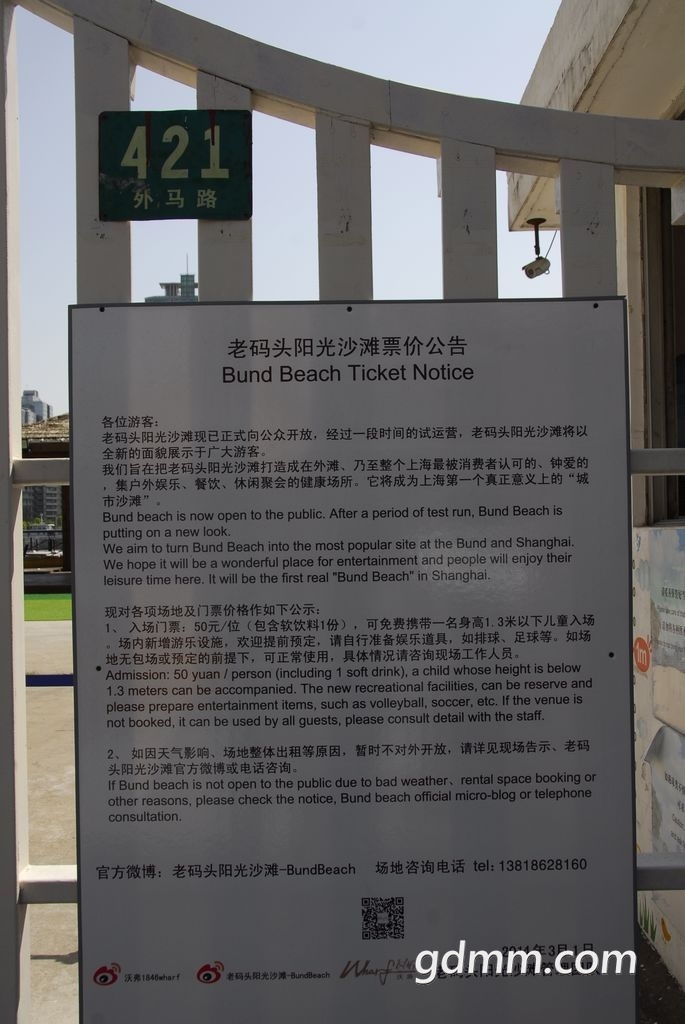 421
外马路
老码头阳光沙滩票价公告
Bund Beach Ticket Notice
各位游客：
老码头阳光沙滩现已正式向公众开放，经过一段时间的试运营，老码头阳光沙滩将以
全新的面貌展示于广大游客。
我们旨在把老码头阳光沙滩打造成在外滩、乃至整个上海最被消费者认可的、钟爱的
，集户外娱乐、餐饮、休闲聚会的健康场所。它将成为上海第一个真正意义上的“城
市沙滩”。
Bund beach is now open to the public. After a period of test run, Bund Beach is
putting on a new look.
We aim to turn Bund Beach into the most popular site at the Bund and Shanghai.
We hope it will be a wonderful place for entertainment and people will enjoy their
leisure time here. It will be the first real "Bund Beach" in Shanghai.
现对各项场地及门票价格作如下公示：
1、 入场门票：50元/位（包含软饮料1份），可免费携带一名身高1.3米以下儿童入场
。场内新增游乐设施，欢迎提前预定，请自行准备娱乐道具，如排球、足球等。如场
地无包场或预定的前提下，可正常使用，具体情况请咨询现场工作人员。
Admission: 50 yuan / person (including 1 soft drink), a child whose height is below
1.3 meters can be accompanied. The new recreational facilities, can be reserve and
please prepare entertainment items, such as volleyball, soccer, etc. If the venue is
not booked, it can be used by all guests, please consult detail with the staff.
2、 如因天气影响、场地整体出租等原因，暂时不对外开放，请详见现场告示、老码
头阳光沙滩官方微博或电话咨询。
If Bund beach is not open to the public due to bad weather、rental space booking or
other reasons, please check the notice, Bund beach official micro-blog or telephone
consultation.
官方微博：老码头阳光沙滩-BundBeach 场地咨询电话 tel：13818628160
2014年3月1日
沃弗1846wharf 老码头阳光沙滩-BundBeach
gdmm.com